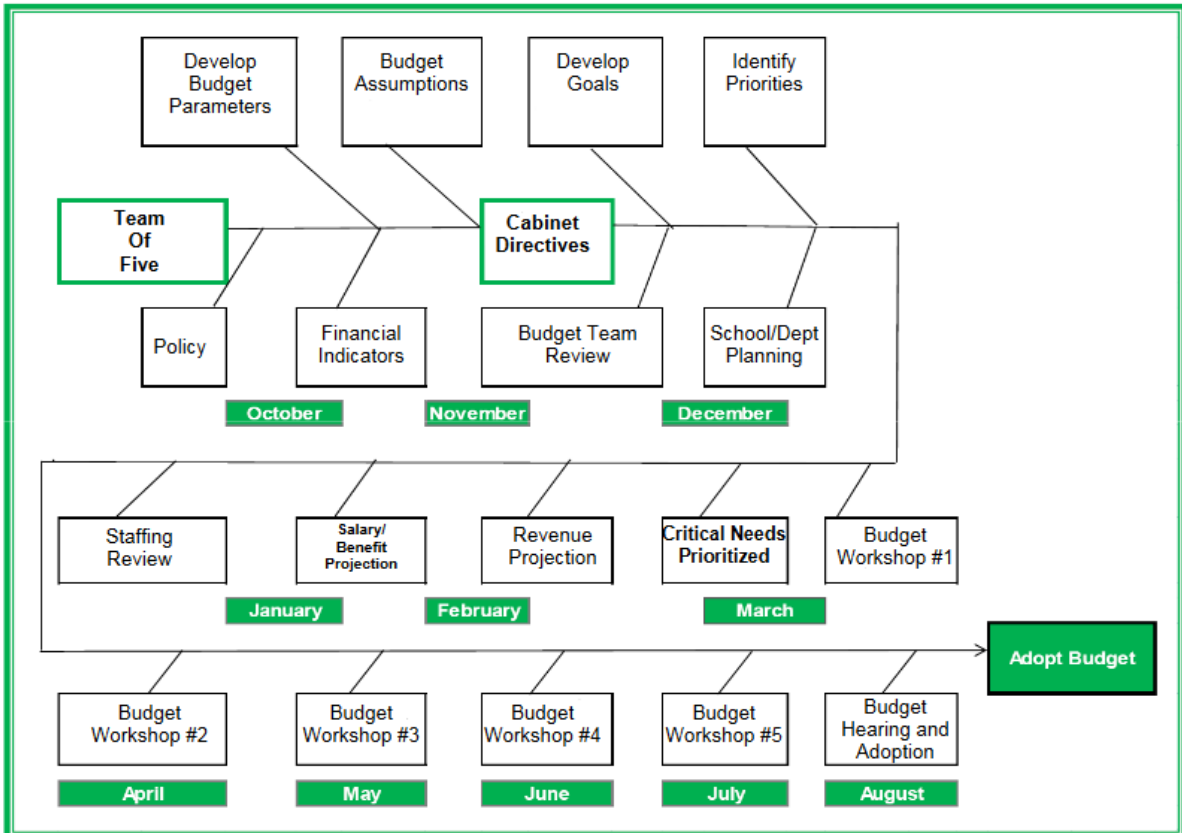 Develop
Budget
Parameters
Budget
Assumptions
Develop
Goals
Identify
Priorities
Team
Of
Five
Cabinet
Directives
Policy
Financial
Indicators
Budget Team
Review
School/Dept
Planning
October
November
December
Staffing
Review
Salary/
Benefit
Projection
Revenue
Projection
Critical Needs
Prioritized
Budget
Workshop #1
January
February
March
Adopt Budget
Budget
Workshop #2
Budget
Workshop #3
Budget
Workshop #4
Budget
Workshop #5
Budget
Hearing and
Adoption
April
May
June
July
August